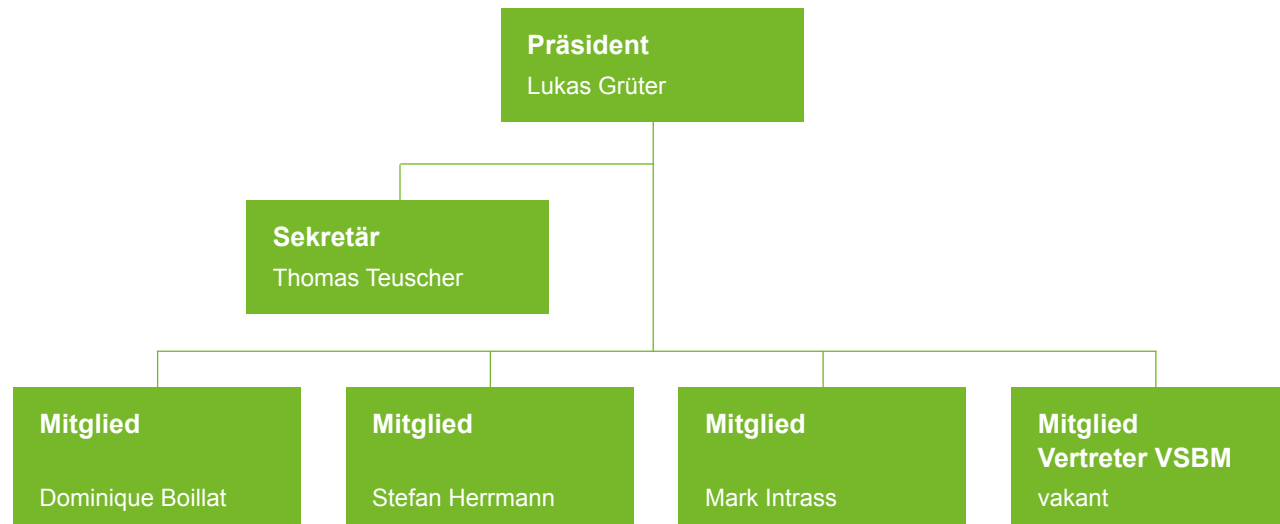 Präsident
Lukas Grüter
Sekretär
Thomas Teuscher
Mitglied
Dominique Boillat
Mitglied
Stefan Herrmann
Mitglied
Mark Intrass
Mitglied
Vertreter VSBM
vakant